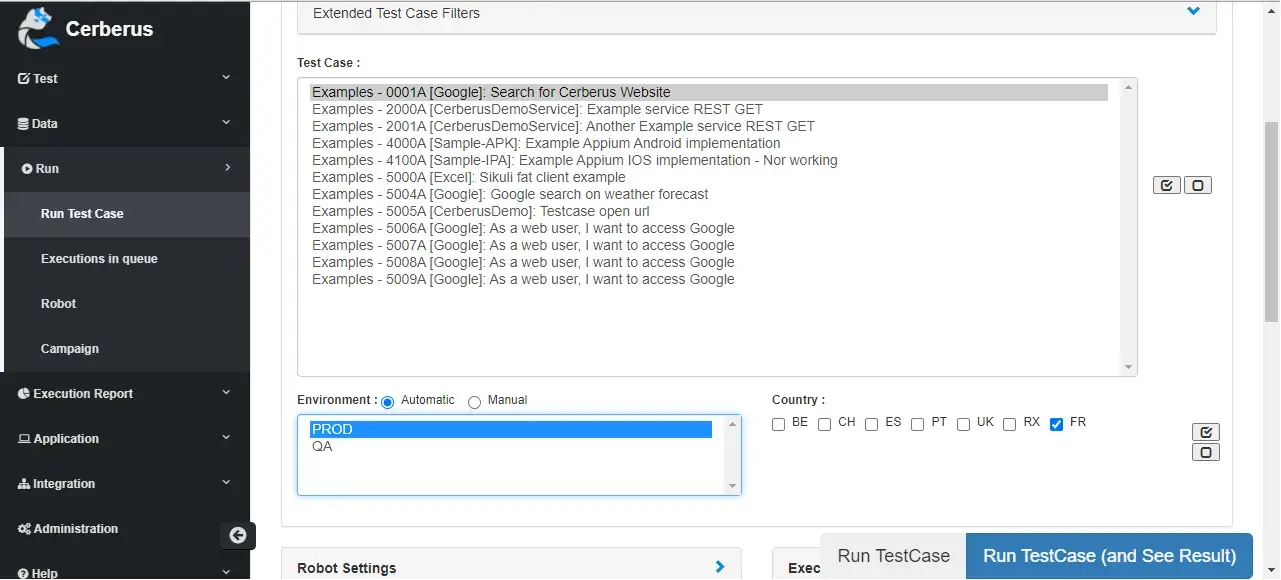 Cerberus
Test
Data
Run
Run Test Case
Executions in queue
Robot
Campaign
Execution Report
Application
Integration
Administration
Help
Extended Test Case Filters
Test Case :
Examples - 0001A [Google]: Search for Cerberus Website
Examples - 2000A [CerberusDemoService]: Example service REST GET
Examples - 2001A [CerberusDemoService]: Another Example service REST GET
Examples - 4000A [Sample-APK]: Example Appium Android implementation
Examples - 4100A [Sample-IPA]: Example Appium IOS implementation - Nor working
Examples - 5000A [Excel]: Sikuli fat client example
Examples - 5004A [Google]: Google search on weather forecast
Examples - 5005A [CerberusDemo]: Testcase open url
Examples - 5006A [Google]: As a web user, I want to access Google
Examples - 5007A [Google]: As a web user, I want to access Google
Examples - 5008A [Google]: As a web user, I want to access Google
Examples - 5009A [Google]: As a web user, I want to access Google
Environment : Automatic Manual
PROD
QA
Country :
BE CH ES PT UK RX FR
Robot Settings
Exec
Run TestCase
Run TestCase (and See Result)